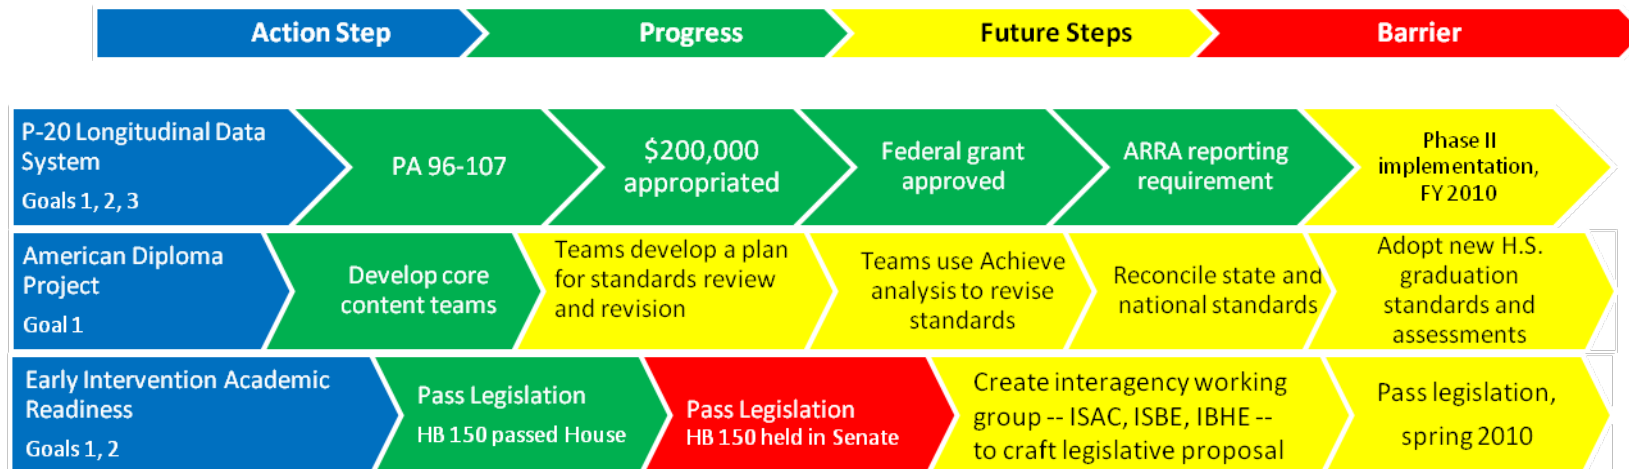 Action Step
Progress
Future Steps
Barrier
P-20 Longitudinal Data
System
Goals 1, 2, 3
PA 96-107
$200,000
appropriated
Federal grant
approved
ARRA reporting
requirement
Phase II
implementation,
FY 2010
American Diploma
Project
Goal 1
Develop core
content teams
Teams develop a plan
for standards review
and revision
Teams use Achieve
analysis to revise
standards
Reconcile state and
national standards
Adopt new H.S.
graduation
standards and
assessments
Early Intervention Academic
Readiness
Goals 1, 2
Pass Legislation
HB 150 passed House
Pass Legislation
HB 150 held in Senate
Create interagency working
group -- ISAC, ISBE, IBHE --
to craft legislative proposal
Pass legislation,
spring 2010